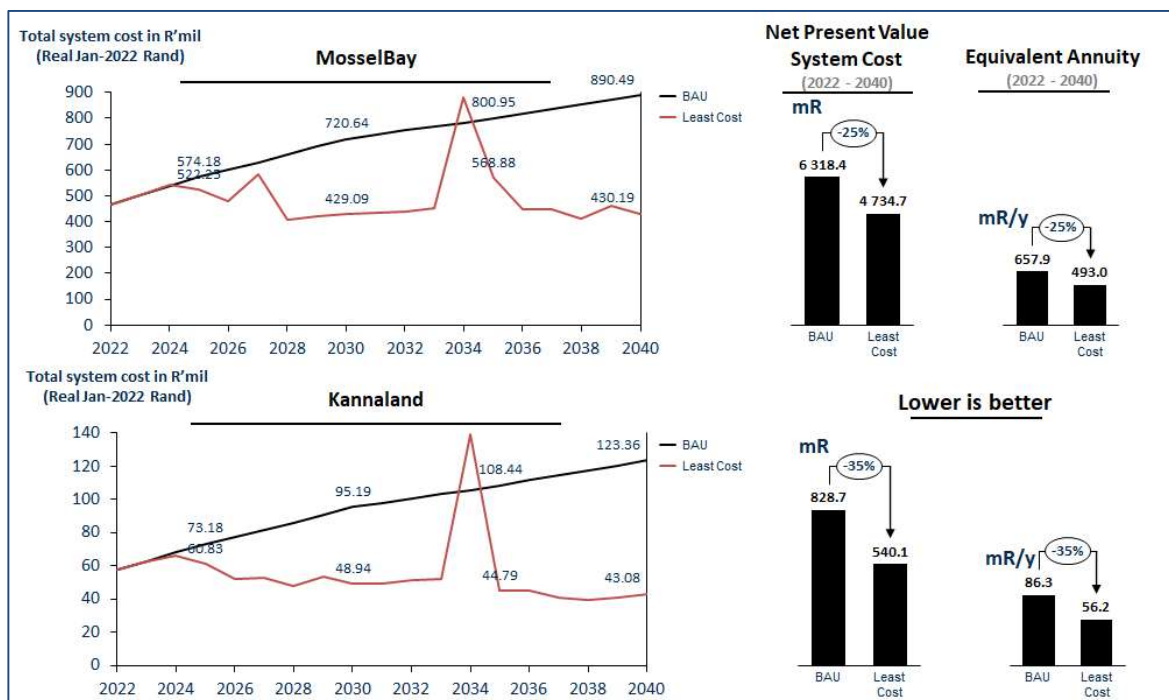 Total system cost in R'mil
(Real Jan-2022 Rand)
MosselBay
900
800
700
600
500
400
300
200
100
0
574.18
522.25
720.64
429.09
800.95
568.88
890.49
430.19
BAU
Least Cost
2022 2024 2026 2028 2030 2032 2034 2036 2038 2040
Net Present Value
System Cost
(2022 - 2040)
mR
-25%
6 318.4
4 734.7
BAU
Least
Cost
Equivalent Annuity
(2022 - 2040)
mR/y
-25%
657.9
493.0
BAU
Least
Cost
Total system cost in R'mil
(Real Jan-2022 Rand)
Kannaland
140
120
100
80
60
40
20
0
73.18
60.83
95.19
48.94
108.44
44.79
123.36
43.08
BAU
Least Cost
2022 2024 2026 2028 2030 2032 2034 2036 2038 2040
Lower is better
mR
-35%
828.7
540.1
BAU
Least
Cost
mR/y
-35%
86.3
56.2
BAU
Least
Cost